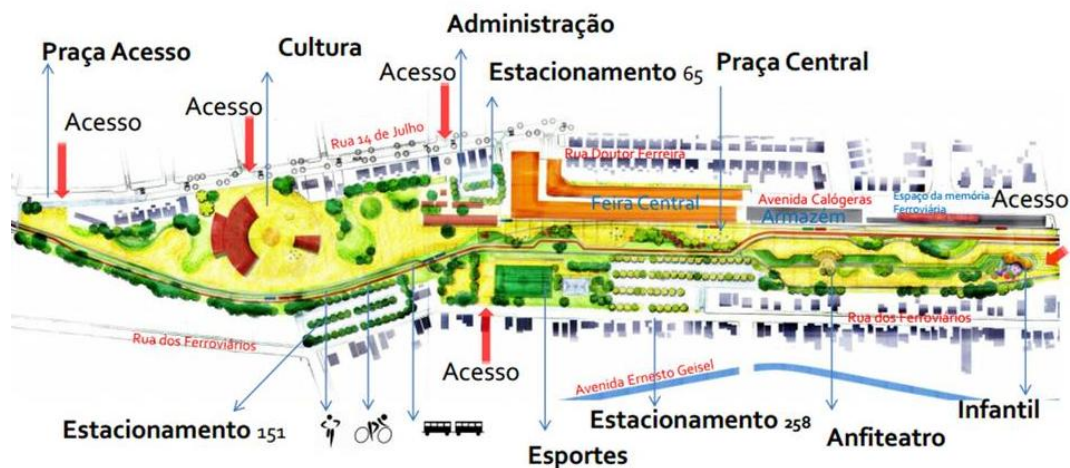 Administração
Praça Acesso
Cultura
Acesso
Estacionamento 65
Praça Central
Acesso
Acesso
Rua 14 de Julho
Rua Doutor Ferreira
Feira Central
Avenida Calógeras
Armazém
Espaço da memória
Ferroviária
Acesso
Rua dos Ferroviários
Rua dos Ferroviários
Acesso
Avenida Ernesto Geisel
Estacionamento 151
Estacionamento 258
Infantil
Anfiteatro
Esportes